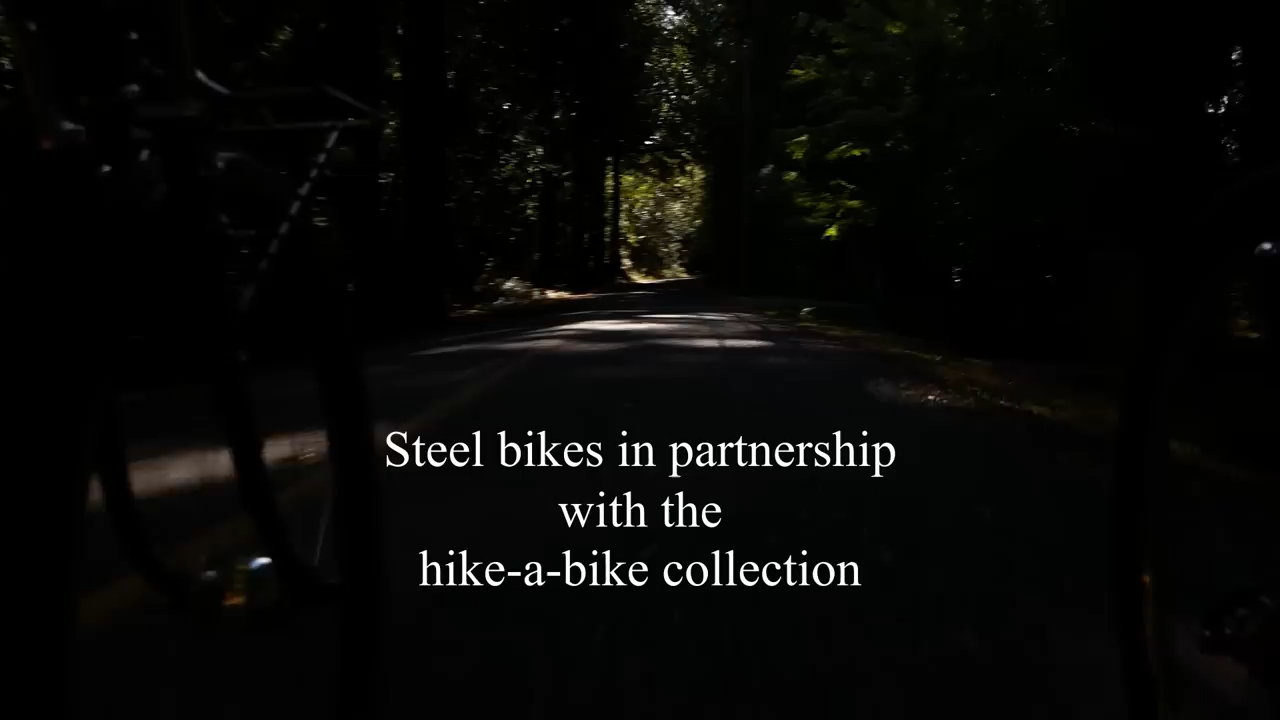 Steel bikes in partnership
with the
hike-a-bike collection